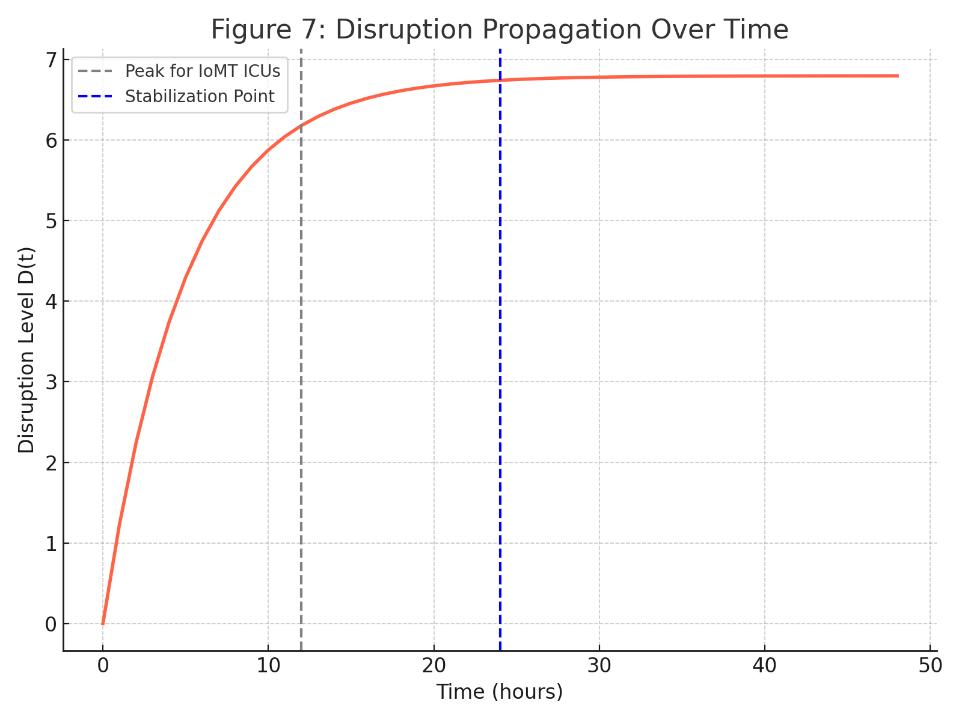 Figure 7: Disruption Propagation Over Time
Peak for IoMT ICUs
Stabilization Point
Disruption Level D(t)
7
6
5
4
3
2
1
0
0 10 20 30 40 50
Time (hours)